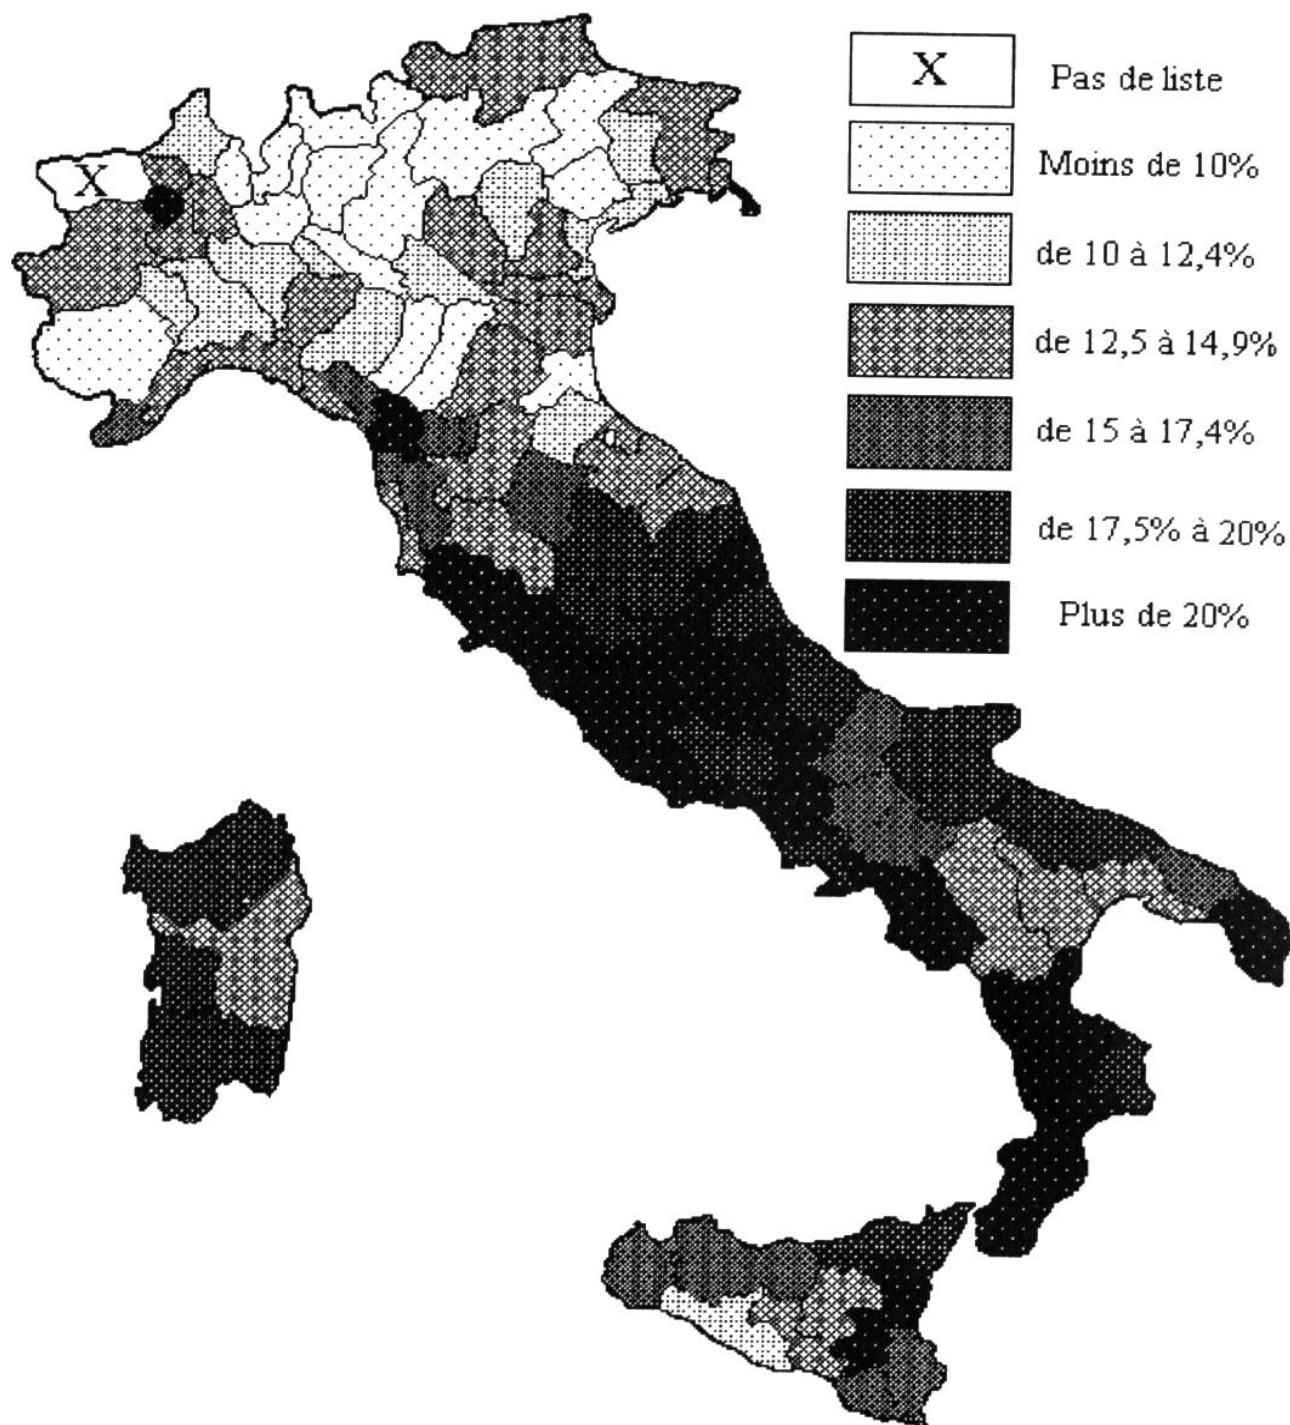 X Pas de liste
Moins de 10%
de 10 à 12,4%
de 12,5 à 14,9%
de 15 à 17,4%
de 17,5% à 20%
Plus de 20%
X